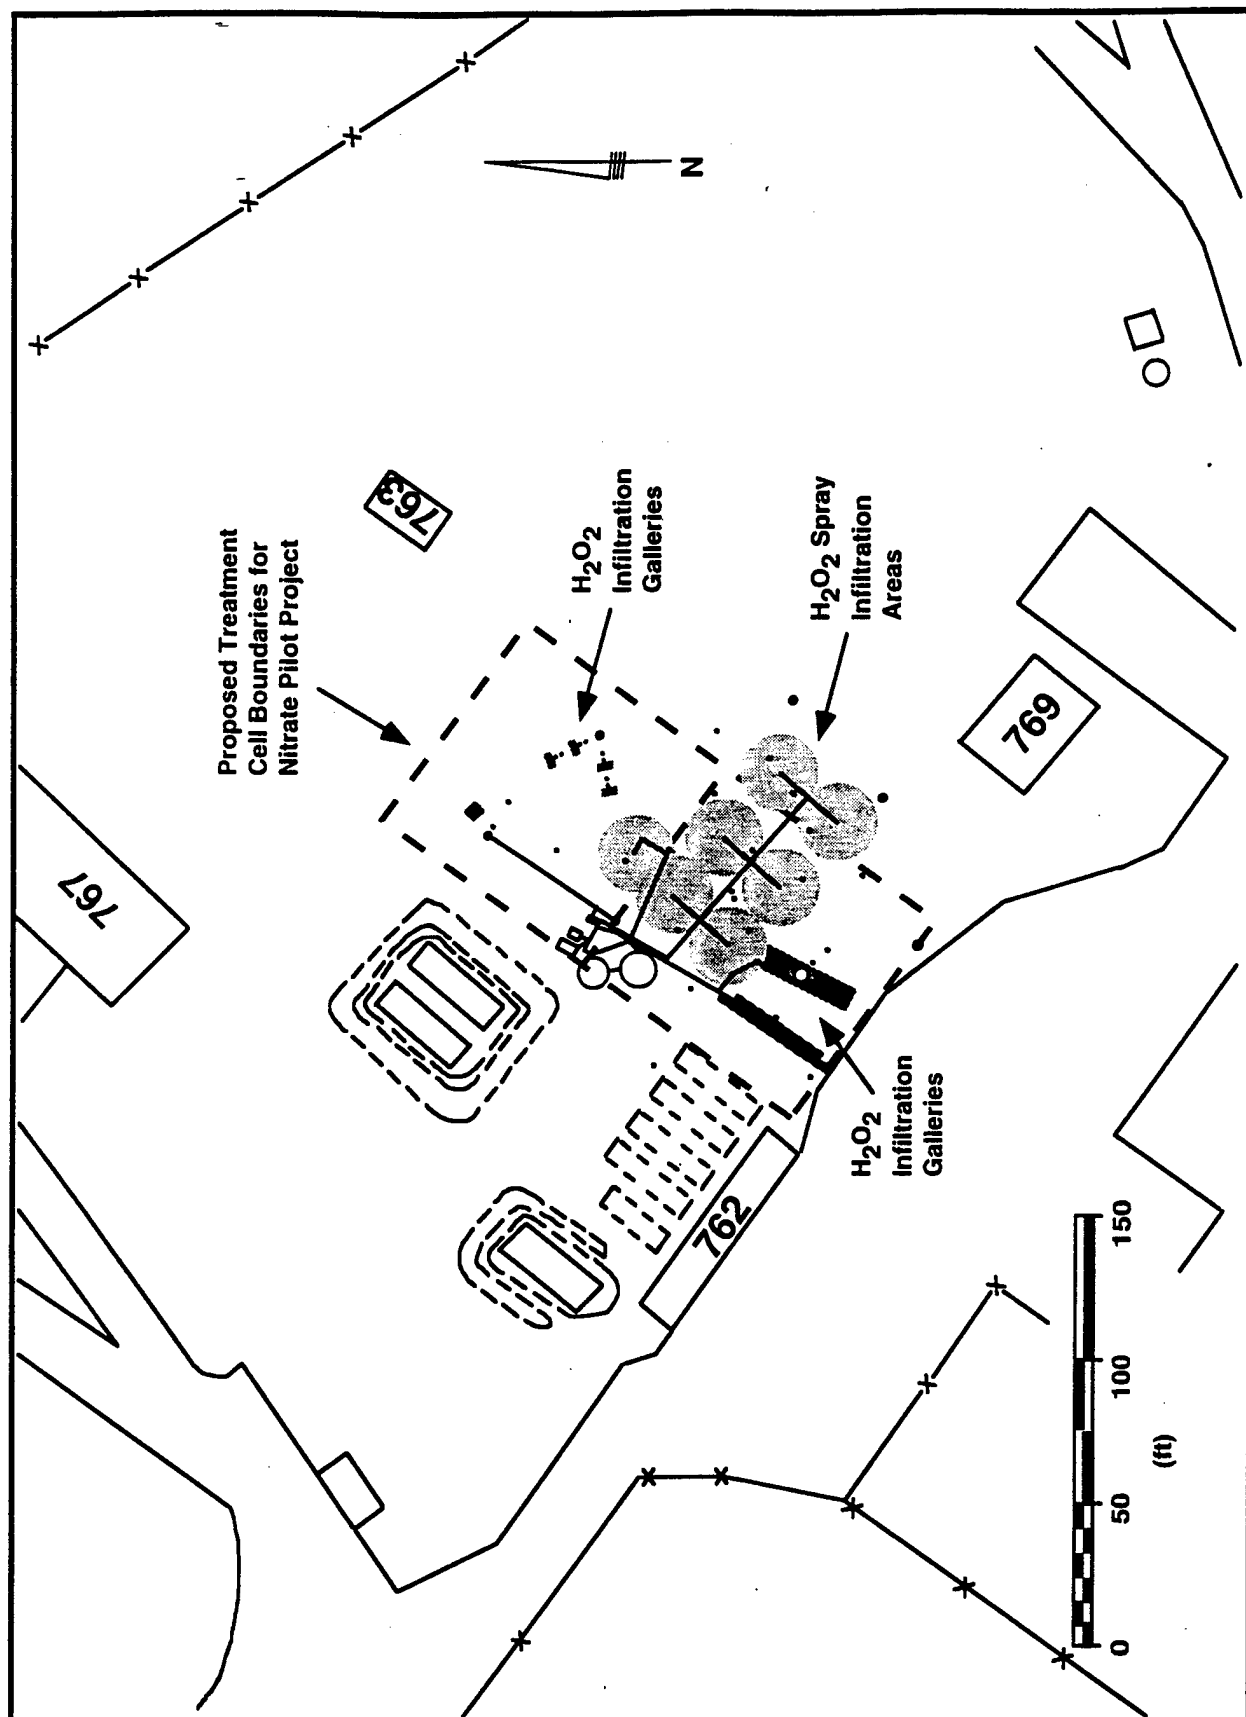 Proposed Treatment
Cell Boundaries for
Nitrate Pilot Project
767
763
N
H2O2
Infiltration
Galleries
H2O2 Spray
Infiltration
Areas
769
762
H2O2
Infiltration
Galleries
0 50 100 150
(ft)